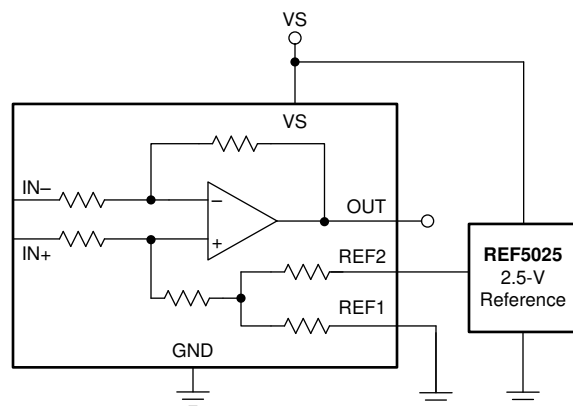 VS
VS
IN–
OUT
IN+
REF2
REF1
GND
REF5025
2.5-V
Reference
–
+